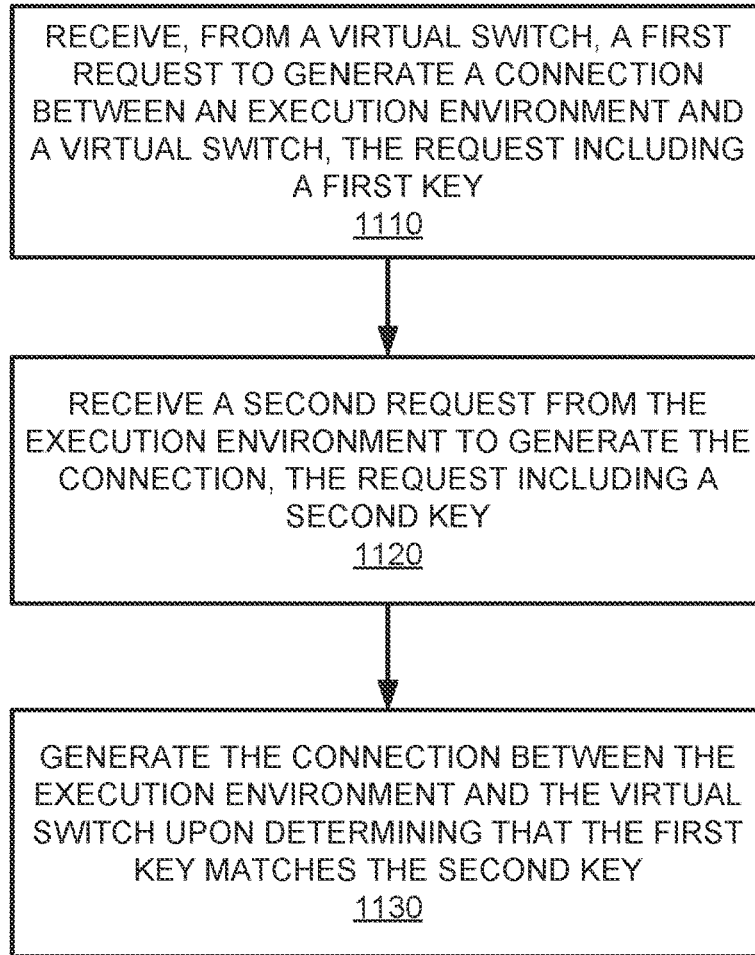 RECEIVE, FROM A VIRTUAL SWITCH, A FIRST
REQUEST TO GENERATE A CONNECTION
BETWEEN AN EXECUTION ENVIRONMENT AND
A VIRTUAL SWITCH, THE REQUEST INCLUDING
A FIRST KEY
1110
RECEIVE A SECOND REQUEST FROM THE
EXECUTION ENVIRONMENT TO GENERATE THE
CONNECTION, THE REQUEST INCLUDING A
SECOND KEY
1120
GENERATE THE CONNECTION BETWEEN THE
EXECUTION ENVIRONMENT AND THE VIRTUAL
SWITCH UPON DETERMINING THAT THE FIRST
KEY MATCHES THE SECOND KEY
1130